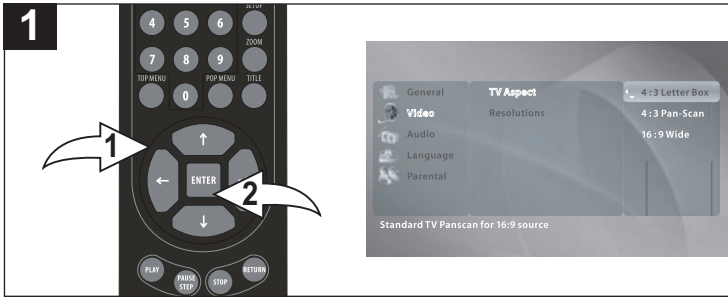 1
SETUP
4 5 6
ZOOM
7 8 9
TOP MENU POP MENU TITLE
0
↑
1
← ENTER
2
↓
PLAY PAUSE STEP STOP RETURN
General TV Aspect 4:3 Letter Box
Video Resolutions 4:3 Pan-Scan
Audio 16:9 Wide
Language
Parental
Standard TV Panscan for 16:9 source